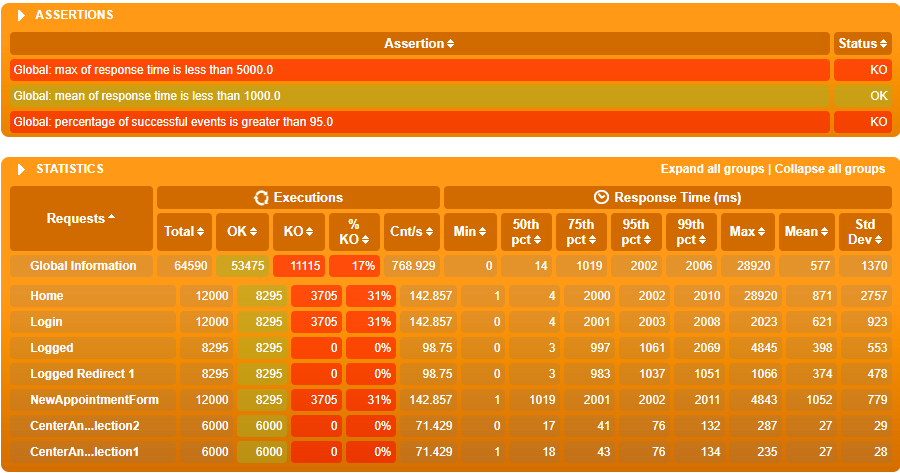 ASSERTIONS
Assertion Status
Global: max of response time is less than 5000.0 KO
Global: mean of response time is less than 1000.0 OK
Global: percentage of successful events is greater than 95.0 KO
STATISTICS Expand all groups | Collapse all groups
Requests Executions Response Time (ms)
Total OK KO % KO Cnt/s Min 50th pct 75th pct 95th pct 99th pct Max Mean Std Dev
Global Information 64590 53475 11115 17% 768.929 0 14 1019 2002 2006 28920 577 1370
Home 12000 8295 3705 31% 142.857 1 4 2000 2002 2010 28920 871 2757
Login 12000 8295 3705 31% 142.857 0 4 2001 2003 2008 2023 621 923
Logged 8295 8295 0 0% 98.75 0 3 997 1061 2069 4845 398 553
Logged Redirect 1 8295 8295 0 0% 98.75 0 3 983 1037 1051 1066 374 478
NewAppointmentForm 12000 8295 3705 31% 142.857 1 1019 2001 2002 2011 4843 1052 779
CenterAn...lection2 6000 6000 0 0% 71.429 0 17 41 76 132 287 27 29
CenterAn...lection1 6000 6000 0 0% 71.429 1 18 43 76 134 235 27 28